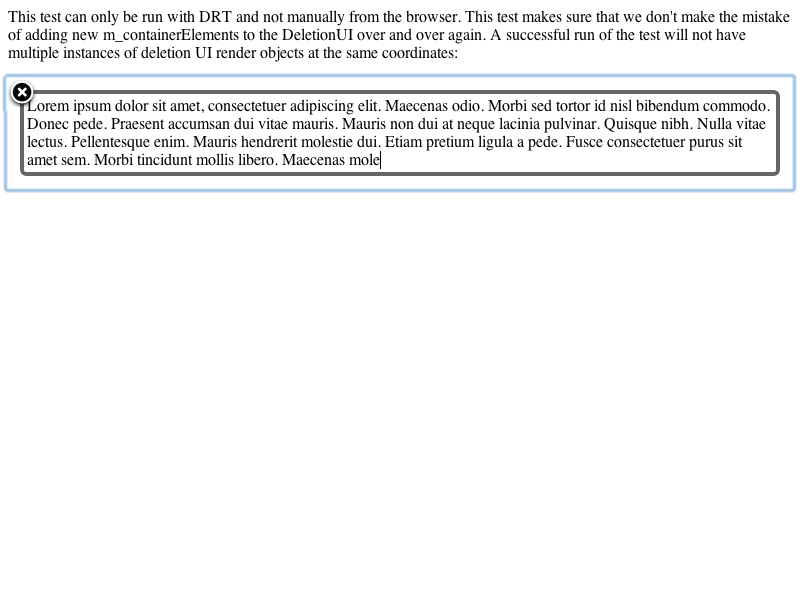 This test can only be run with DRT and not manually from the browser. This test makes sure that we don't make the mistake
of adding new m_containerElements to the DeletionUI over and over again. A successful run of the test will not have
multiple instances of deletion UI render objects at the same coordinates:
Lorem ipsum dolor sit amet, consectetuer adipiscing elit. Maecenas odio. Morbi sed tortor id nisl bibendum commodo.
Donec pede. Praesent accumsan dui vitae mauris. Mauris non dui at neque lacinia pulvinar. Quisque nibh. Nulla vitae
lectus. Pellentesque enim. Mauris hendrerit molestie dui. Etiam pretium ligula a pede. Fusce consectetuer purus sit
amet sem. Morbi tincidunt mollis libero. Maecenas mole